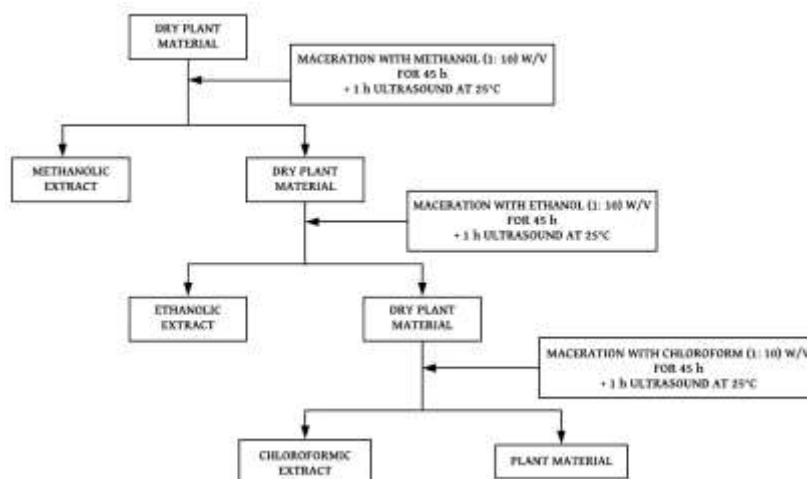 DRY PLANT
MATERIAL
MACERATION WITH METHANOL (1: 10) W/V
FOR 45 h
+ 1 h ULTRASOUND AT 25°C
METHANOLIC
EXTRACT
DRY PLANT
MATERIAL
MACERATION WITH ETHANOL (1: 10) W/V
FOR 45 h
+ 1 h ULTRASOUND AT 25°C
ETHANOLIC
EXTRACT
DRY PLANT
MATERIAL
MACERATION WITH CHLOROFORM (1: 10) W/V
FOR 45 h
+ 1 h ULTRASOUND AT 25°C
CHLOROFORMIC
EXTRACT
PLANT MATERIAL